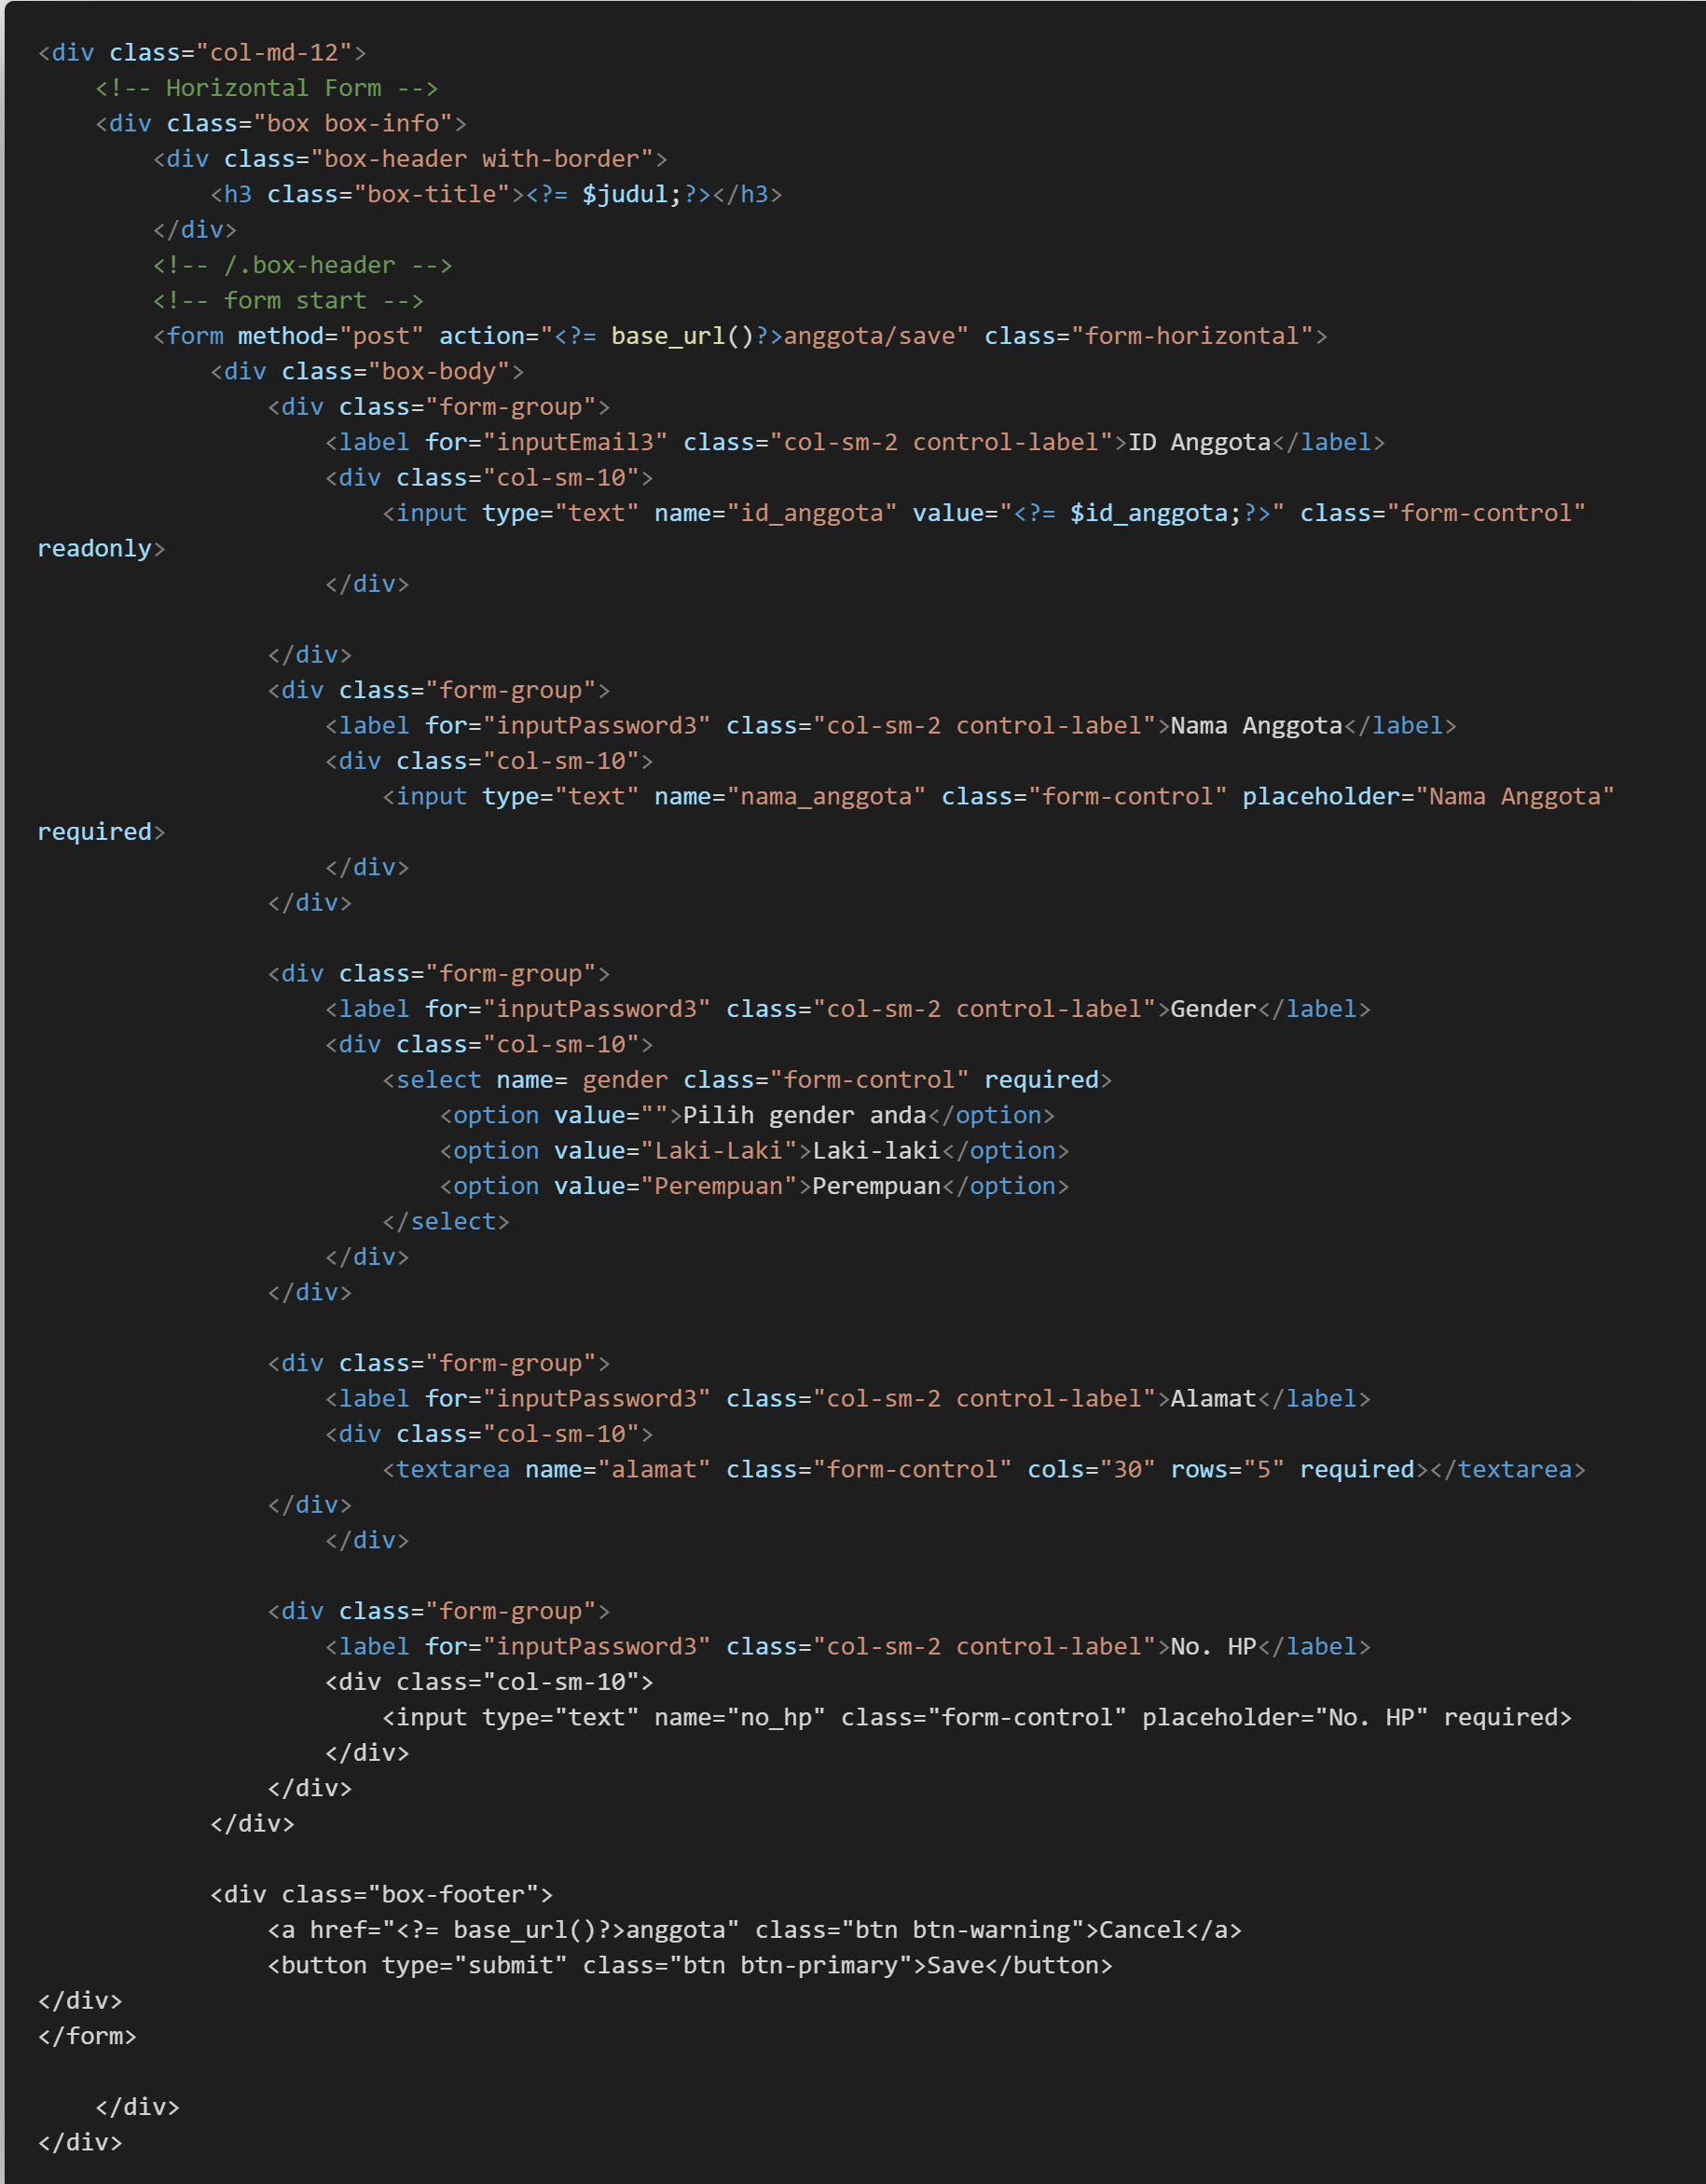 <div class="col-md-12">
    <!-- Horizontal Form -->
    <div class="box box-info">
        <div class="box-header with-border">
            <h3 class="box-title"><?= $judul;?></h3>
        </div>
        <!-- /.box-header -->
        <!-- form start -->
        <form method="post" action="<?= base_url()?>anggota/save" class="form-horizontal">
            <div class="box-body">
                <div class="form-group">
                    <label for="inputEmail3" class="col-sm-2 control-label">ID Anggota</label>
                    <div class="col-sm-10">
                        <input type="text" name="id_anggota" value="<?= $id_anggota;?>" class="form-control"
readonly>
                    </div>

                </div>
                <div class="form-group">
                    <label for="inputPassword3" class="col-sm-2 control-label">Nama Anggota</label>
                    <div class="col-sm-10">
                        <input type="text" name="nama_anggota" class="form-control" placeholder="Nama Anggota"
required>
                    </div>
                </div>

                <div class="form-group">
                    <label for="inputPassword3" class="col-sm-2 control-label">Gender</label>
                    <div class="col-sm-10">
                        <select name= gender class="form-control" required>
                            <option value="">Pilih gender anda</option>
                            <option value="Laki-Laki">Laki-laki</option>
                            <option value="Perempuan">Perempuan</option>
                        </select>
                    </div>
                </div>

                <div class="form-group">
                    <label for="inputPassword3" class="col-sm-2 control-label">Alamat</label>
                    <div class="col-sm-10">
                        <textarea name="alamat" class="form-control" cols="30" rows="5" required></textarea>
                </div>
                    </div>

                <div class="form-group">
                    <label for="inputPassword3" class="col-sm-2 control-label">No. HP</label>
                    <div class="col-sm-10">
                        <input type="text" name="no_hp" class="form-control" placeholder="No. HP" required>
                    </div>
                </div>
            </div>

            <div class="box-footer">
                <a href="<?= base_url()?>anggota" class="btn btn-warning">Cancel</a>
                <button type="submit" class="btn btn-primary">Save</button>
</div>
</form>

    </div>
</div>